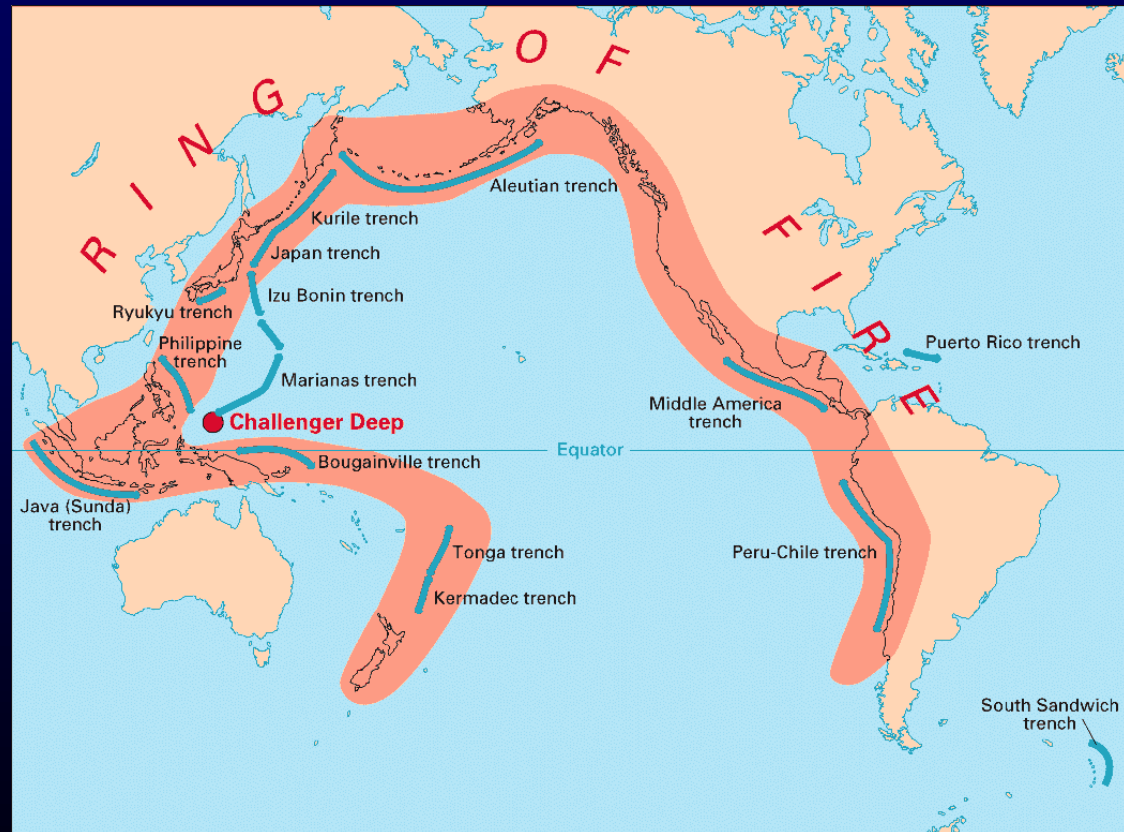 RING OF FIRE
Aleutian trench
Kurile trench
Japan trench
Izu Bonin trench
Ryukyu trench
Philippine
trench
Marianas trench
Challenger Deep
Puerto Rico trench
Middle America
trench
Equator
Bougainville trench
Java (Sunda)
trench
Tonga trench
Kermadec trench
Peru-Chile trench
South Sandwich
trench